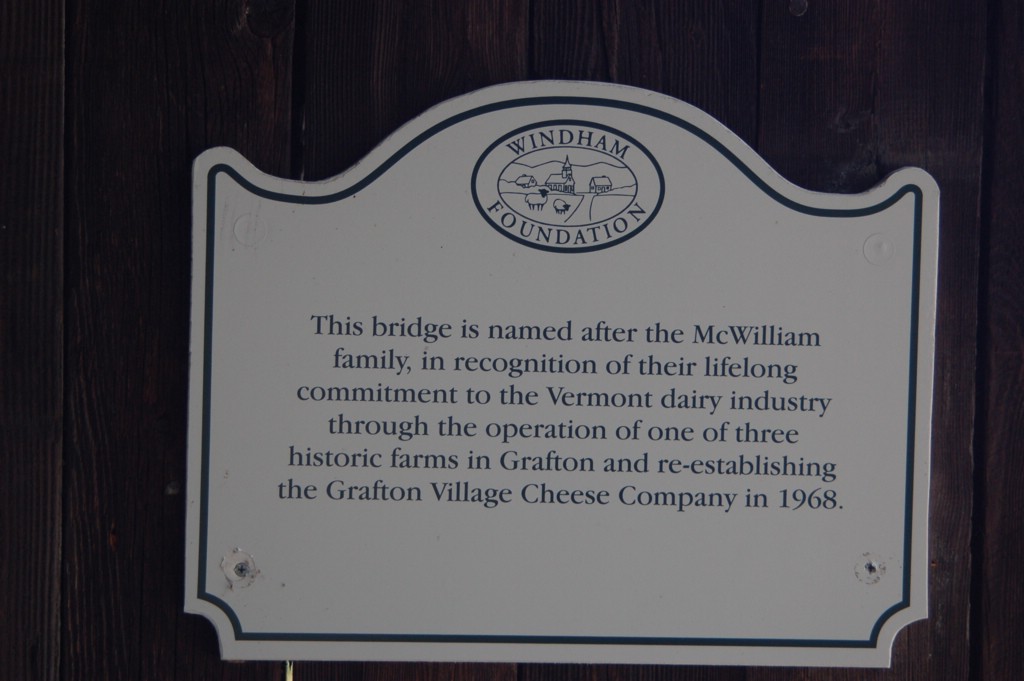 WINDHAM
FOUNDATION
This bridge is named after the McWilliam
family, in recognition of their lifelong
commitment to the Vermont dairy industry
through the operation of one of three
historic farms in Grafton and re-establishing
the Grafton Village Cheese Company in 1968.